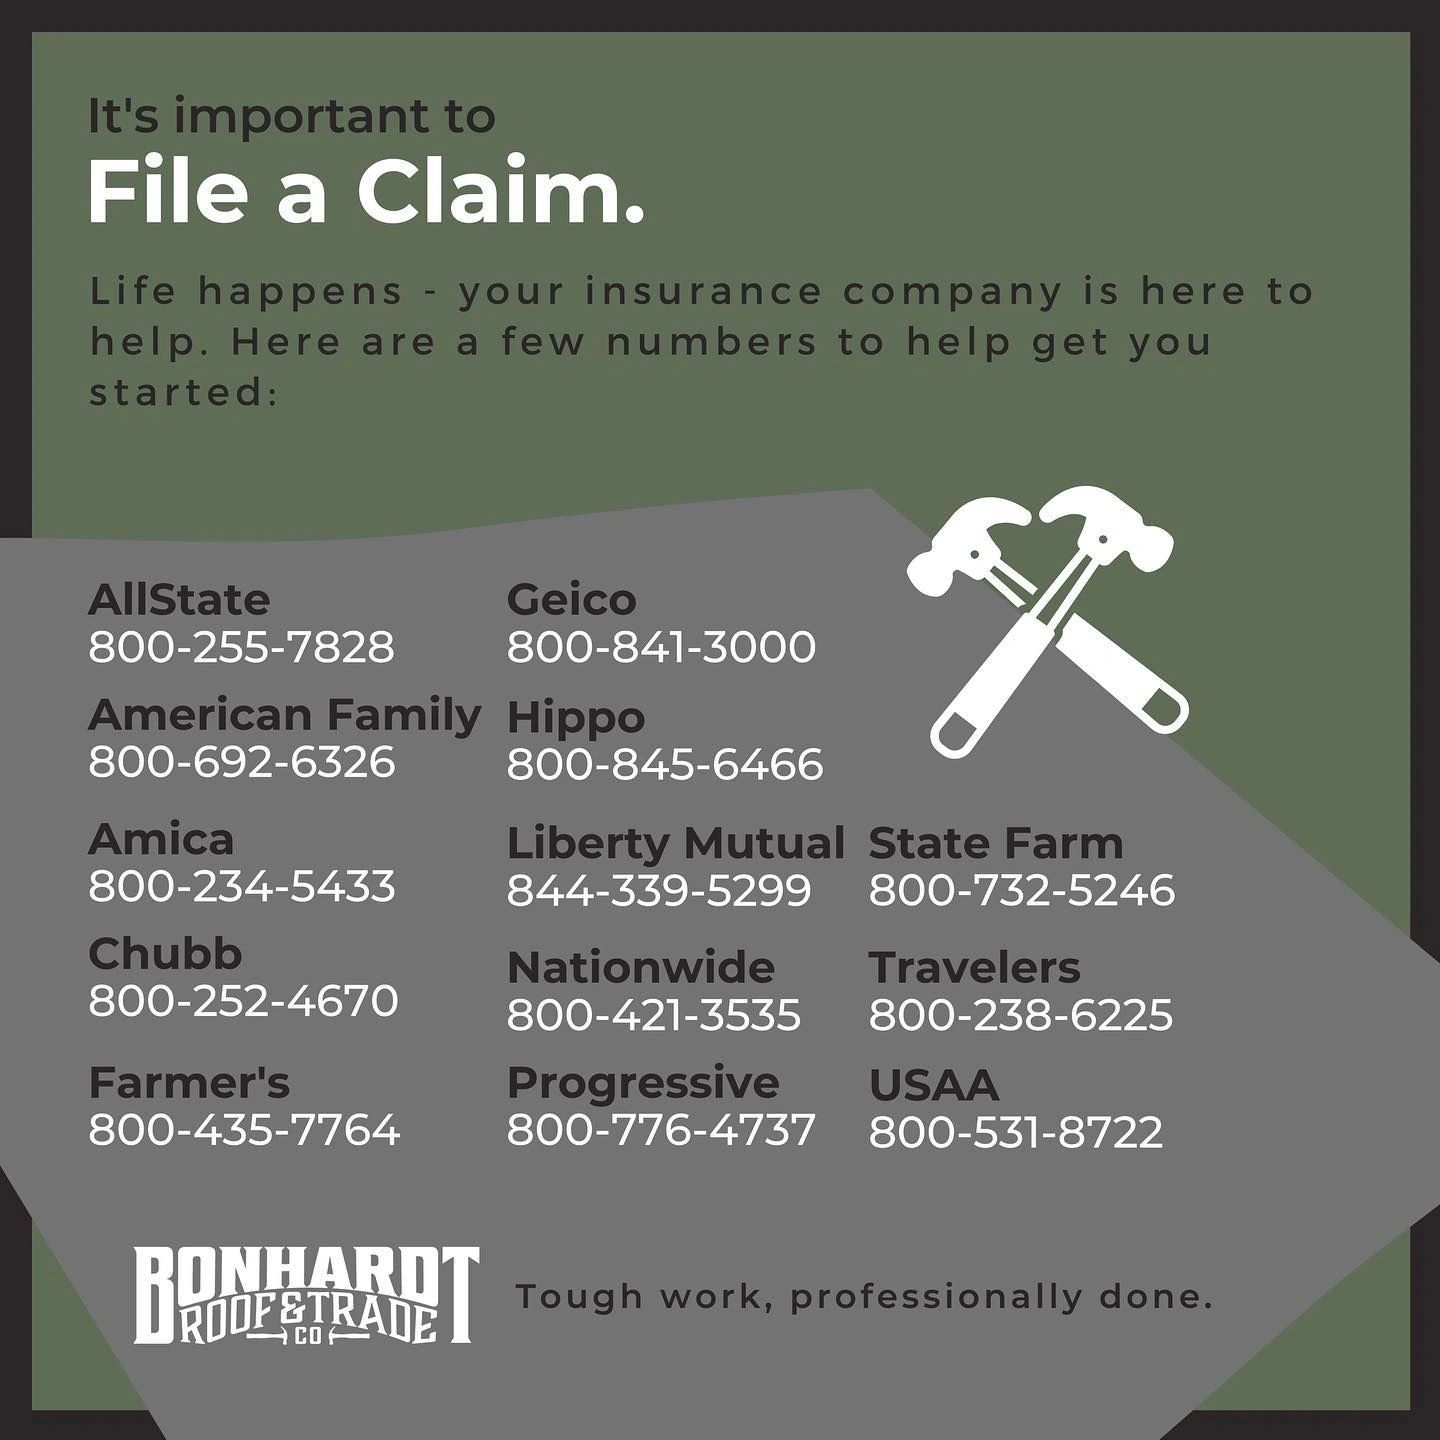 It's important to
File a Claim.
Life happens - your insurance company is here to
help. Here are a few numbers to help get you
started:
AllState
800-255-7828
American Family
800-692-6326
Amica
800-234-5433
Chubb
800-252-4670
Farmer's
800-435-7764
Geico
800-841-3000
Hippo
800-845-6466
Liberty Mutual
844-339-5299
Nationwide
800-421-3535
Progressive
800-776-4737
State Farm
800-732-5246
Travelers
800-238-6225
USAA
800-531-8722
BONHARDT
ROOF & TRADE
CO
Tough work, professionally done.